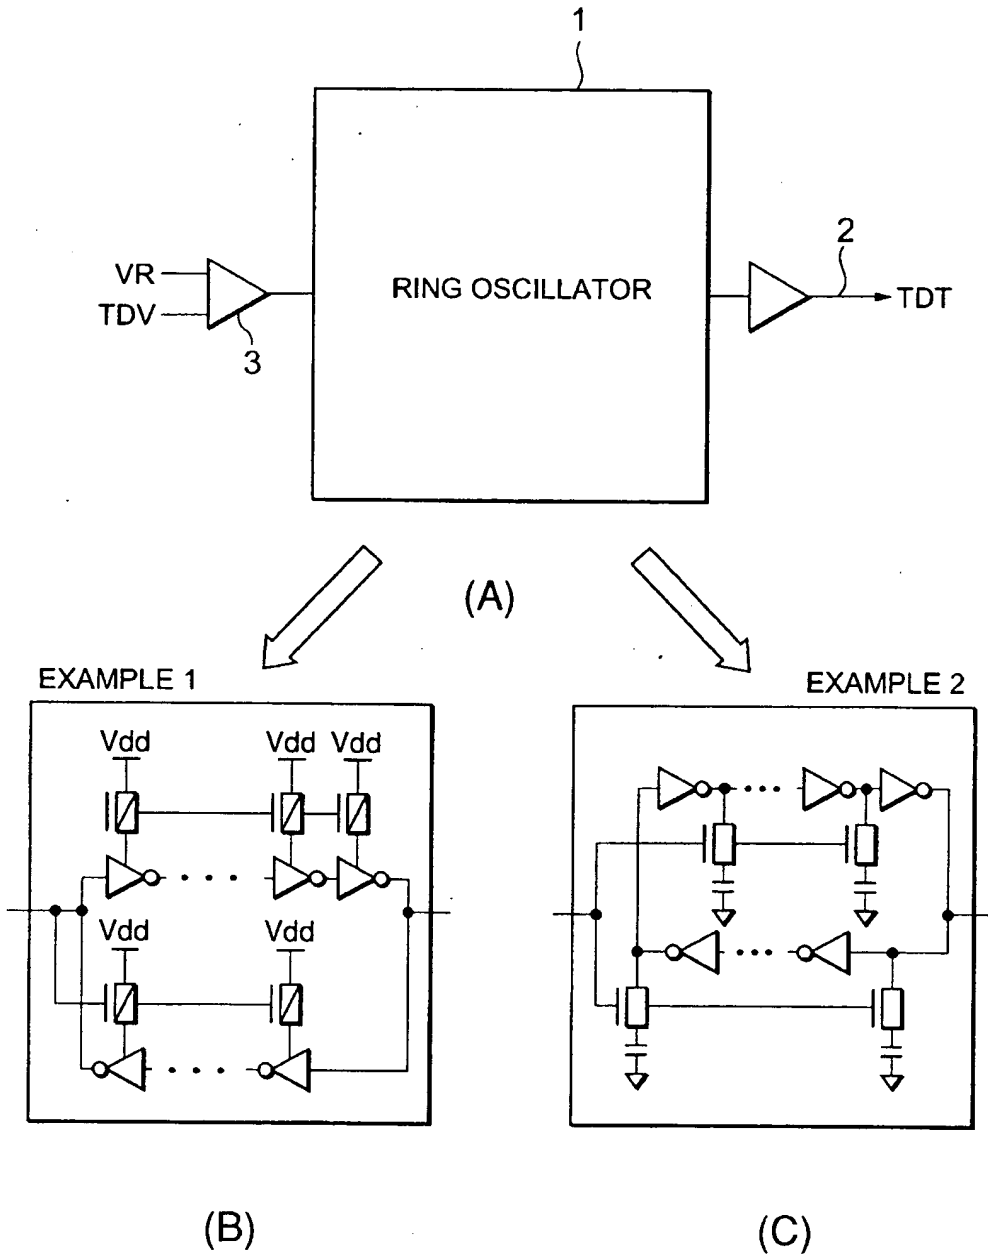 1
2
VR
RING OSCILLATOR
TDT
TDV
3
(A)
EXAMPLE 1
EXAMPLE 2
Vdd Vdd Vdd
Vdd Vdd
(B)
(C)